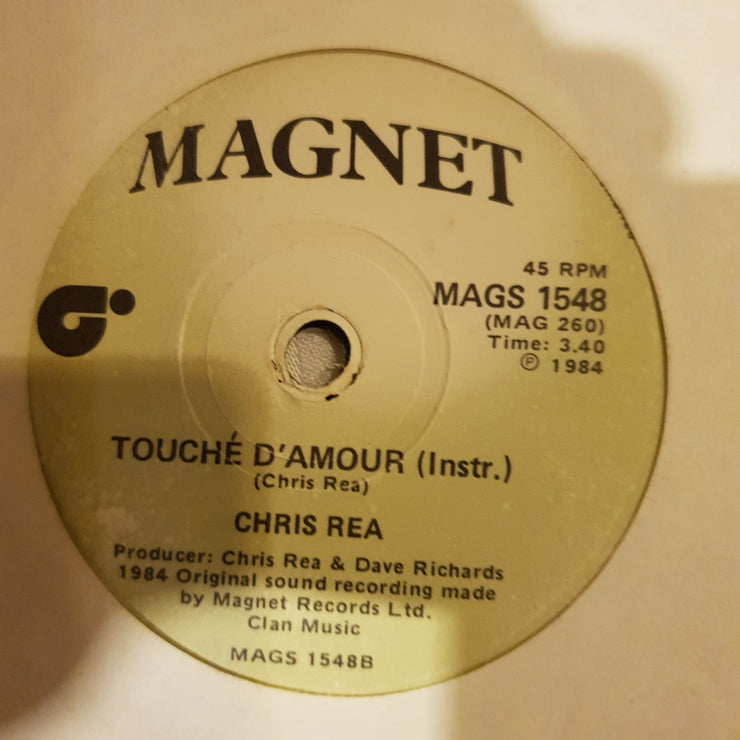 MAGNET
45 RPM
MAGS 1548
(MAG 260)
Time: 3.40
Ⓟ 1984
TOUCHÉ D'AMOUR (Instr.)
(Chris Rea)
CHRIS REA
Producer: Chris Rea & Dave Richards
1984 Original sound recording made
by Magnet Records Ltd.
Clan Music
MAGS 1548B